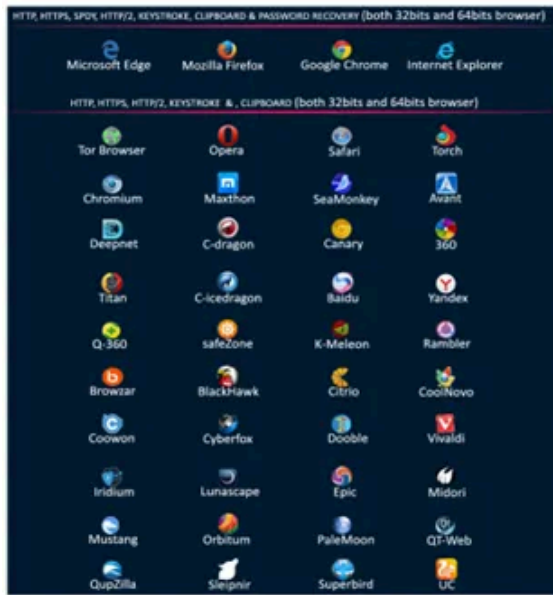 HTTP, HTTPS, SPDY, HTTP/2, KEYSTROKE, CLIPBOARD & PASSWORD RECOVERY (both 32bits and 64bits browser)
Microsoft Edge Mozilla Firefox Google Chrome Internet Explorer
HTTP, HTTPS, HTTP/2, KEYSTROKE & , CLIPBOARD (both 32bits and 64bits browser)
Tor Browser Opera Safari Torch
Chromium Maxthon SeaMonkey Avant
Deepnet C-dragon Canary 360
Titan C-icedragon Baidu Yandex
Q-360 safeZone K-Meleon Rambler
Browzar BlackHawk Citrio CoolNovo
Coowon Cyberfox Dooble Vivaldi
Iridium Lunascape Epic Midori
Mustang Orbitum PaleMoon QT-Web
QupZilla Sleipnir Superbird UC